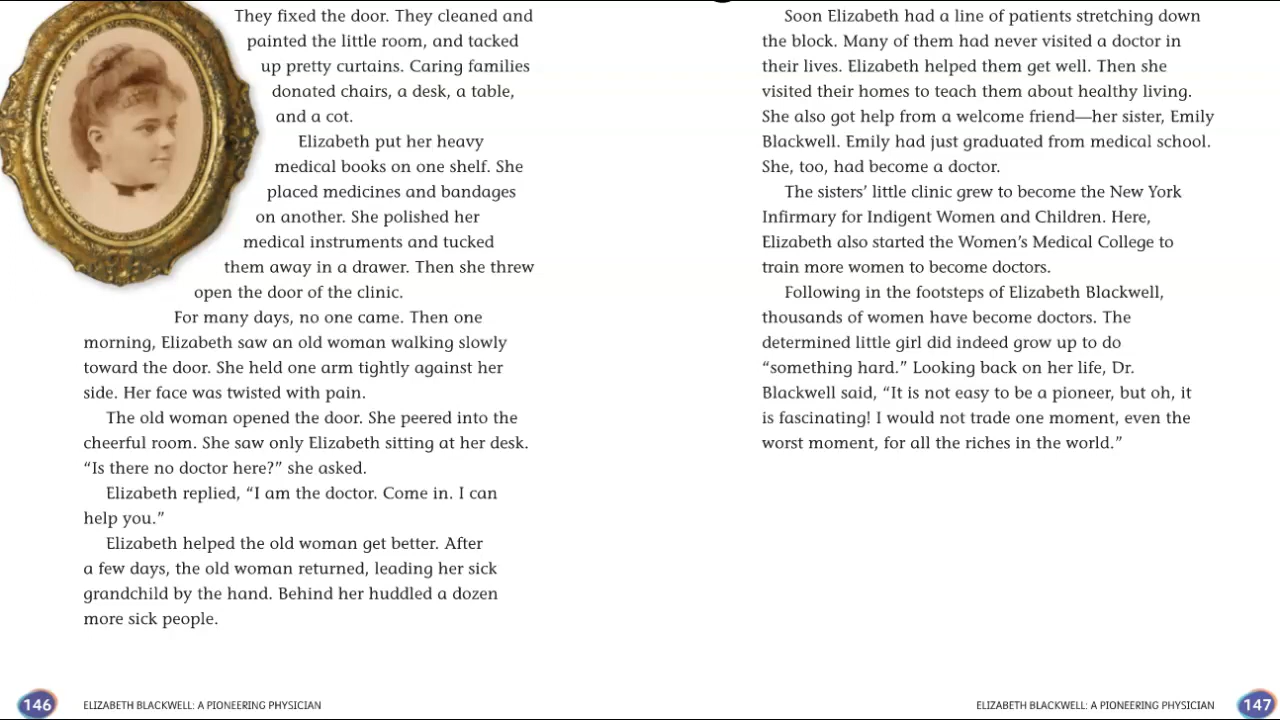 They fixed the door. They cleaned and
painted the little room, and tacked
up pretty curtains. Caring families
donated chairs, a desk, a table,
and a cot.
Elizabeth put her heavy
medical books on one shelf. She
placed medicines and bandages
on another. She polished her
medical instruments and tucked
them away in a drawer. Then she threw
open the door of the clinic.
For many days, no one came. Then one
morning, Elizabeth saw an old woman walking slowly
toward the door. She held one arm tightly against her
side. Her face was twisted with pain.
The old woman opened the door. She peered into the
cheerful room. She saw only Elizabeth sitting at her desk.
“Is there no doctor here?” she asked.
Elizabeth replied, “I am the doctor. Come in. I can
help you.”
Elizabeth helped the old woman get better. After
a few days, the old woman returned, leading her sick
grandchild by the hand. Behind her huddled a dozen
more sick people.
146 ELIZABETH BLACKWELL: A PIONEERING PHYSICIAN
Soon Elizabeth had a line of patients stretching down
the block. Many of them had never visited a doctor in
their lives. Elizabeth helped them get well. Then she
visited their homes to teach them about healthy living.
She also got help from a welcome friend—her sister, Emily
Blackwell. Emily had just graduated from medical school.
She, too, had become a doctor.
The sisters’ little clinic grew to become the New York
Infirmary for Indigent Women and Children. Here,
Elizabeth also started the Women’s Medical College to
train more women to become doctors.
Following in the footsteps of Elizabeth Blackwell,
thousands of women have become doctors. The
determined little girl did indeed grow up to do
“something hard.” Looking back on her life, Dr.
Blackwell said, “It is not easy to be a pioneer, but oh, it
is fascinating! I would not trade one moment, even the
worst moment, for all the riches in the world.”
ELIZABETH BLACKWELL: A PIONEERING PHYSICIAN 147